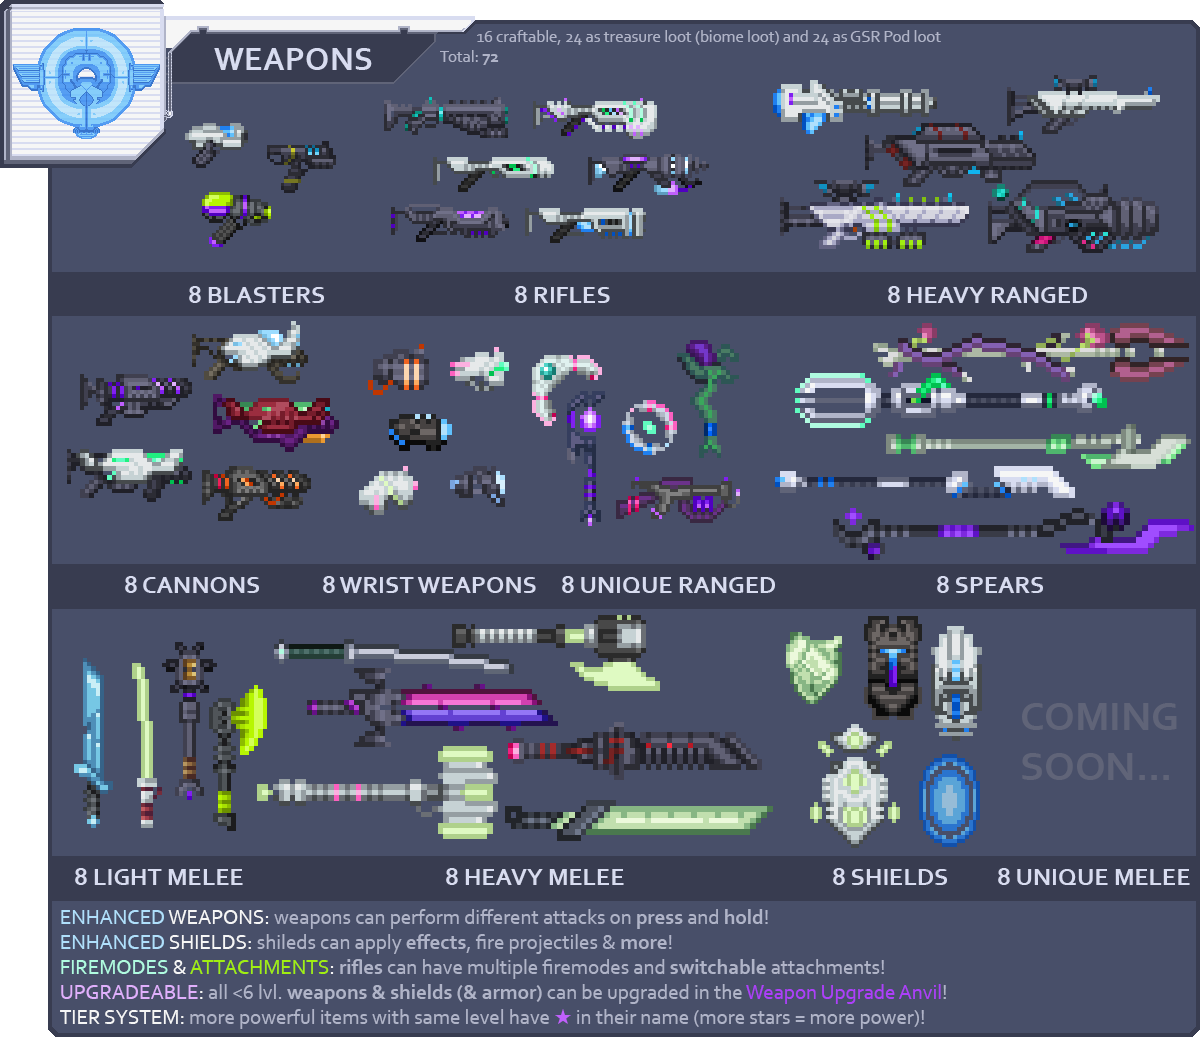 WEAPONS
16 craftable, 24 as treasure loot (biome loot) and 24 as GSR Pod loot
Total: 72
8 BLASTERS
8 RIFLES
8 HEAVY RANGED
8 CANNONS
8 WRIST WEAPONS
8 UNIQUE RANGED
8 SPEARS
COMING
SOON...
8 LIGHT MELEE
8 HEAVY MELEE
8 SHIELDS
8 UNIQUE MELEE
ENHANCED WEAPONS: weapons can perform different attacks on press and hold!
ENHANCED SHIELDS: shileds can apply effects, fire projectiles & more!
FIREMODES & ATTACHMENTS: rifles can have multiple firemodes and switchable attachments!
UPGRADEABLE: all <6 lvl. weapons & shields (& armor) can be upgraded in the Weapon Upgrade Anvil!
TIER SYSTEM: more powerful items with same level have ★ in their name (more stars = more power)!